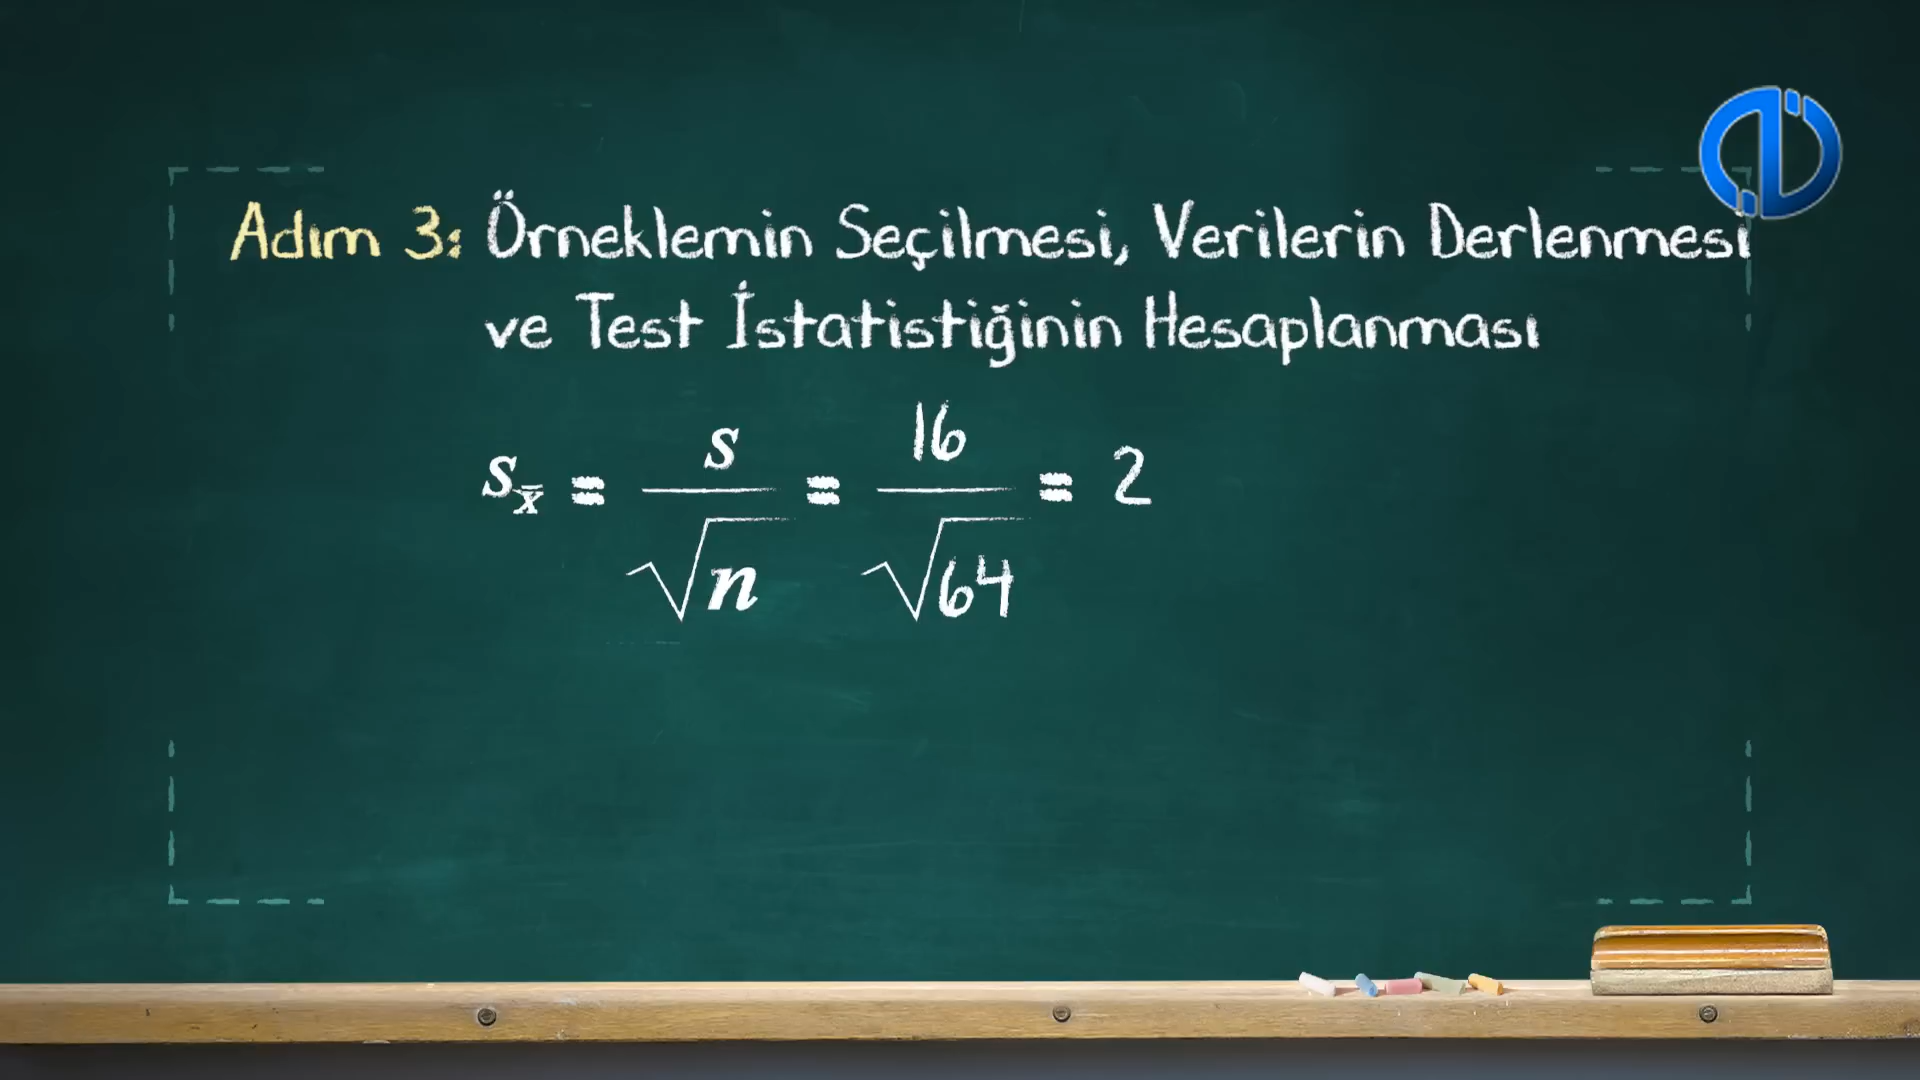 Adım 3: Örneklemin Seçilmesi, Verilerin Derlenmesi
ve Test İstatistiğinin Hesaplanması
s_x̄ = s / √n = 16 / √64 = 2